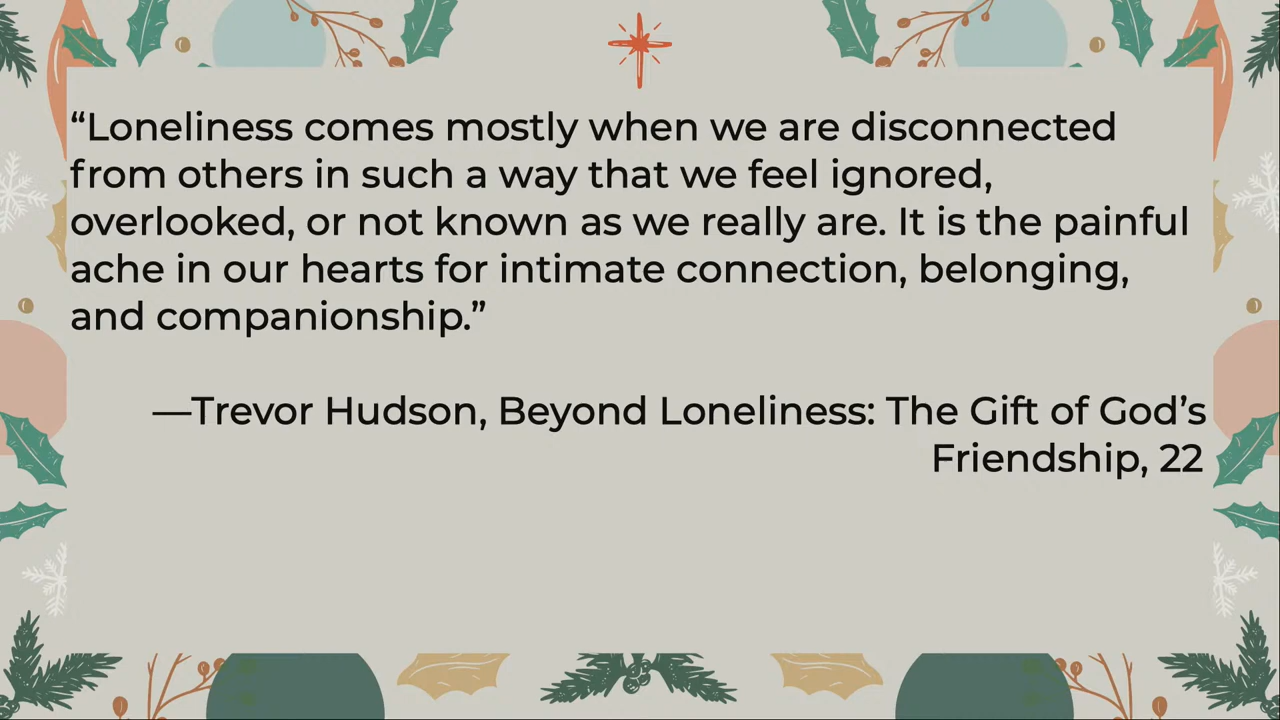 “Loneliness comes mostly when we are disconnected
from others in such a way that we feel ignored,
overlooked, or not known as we really are. It is the painful
ache in our hearts for intimate connection, belonging,
and companionship.”
—Trevor Hudson, Beyond Loneliness: The Gift of God’s
Friendship, 22